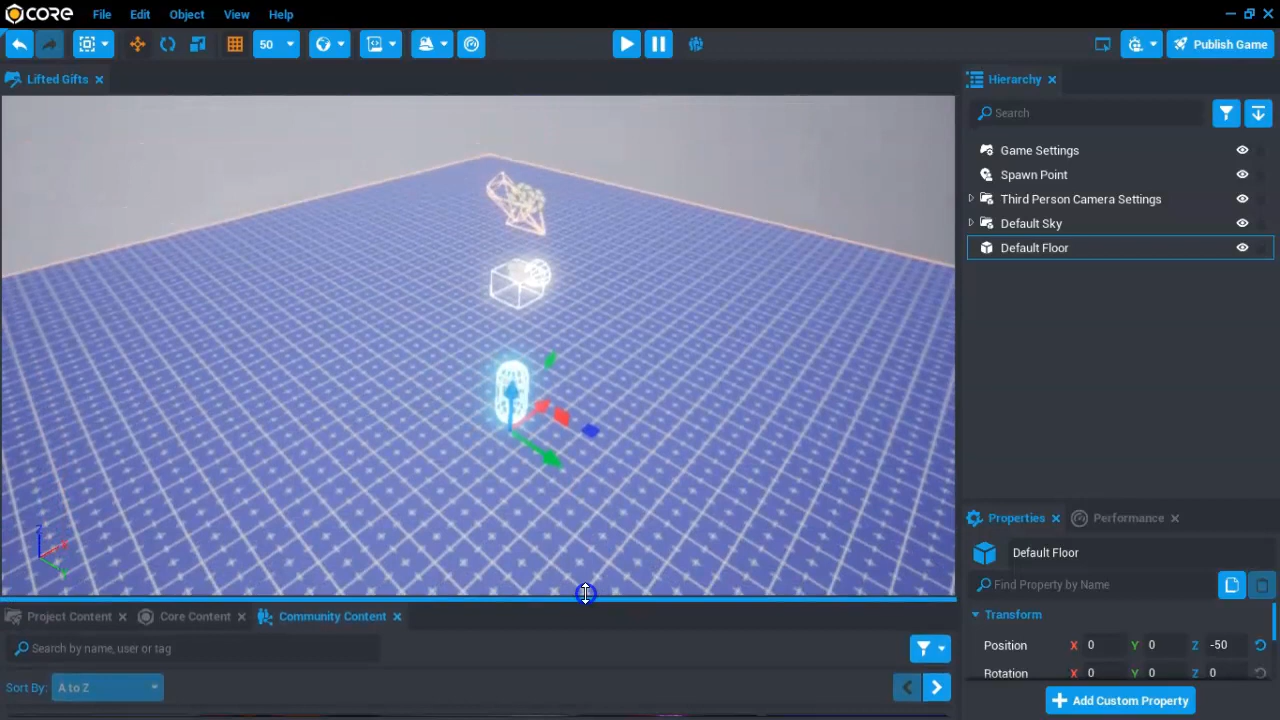 CORE File Edit Object View Help
50 Publish Game
Lifted Gifts Hierarchy
Search
Game Settings
Spawn Point
Third Person Camera Settings
Default Sky
Default Floor
Z X Y
Properties Performance
Default Floor
Find Property by Name
Transform
Position X 0 Y 0 Z -50
Rotation X 0 Y 0 Z 0
Add Custom Property
Project Content Core Content Community Content
Search by name, user or tag
Sort By: A to Z